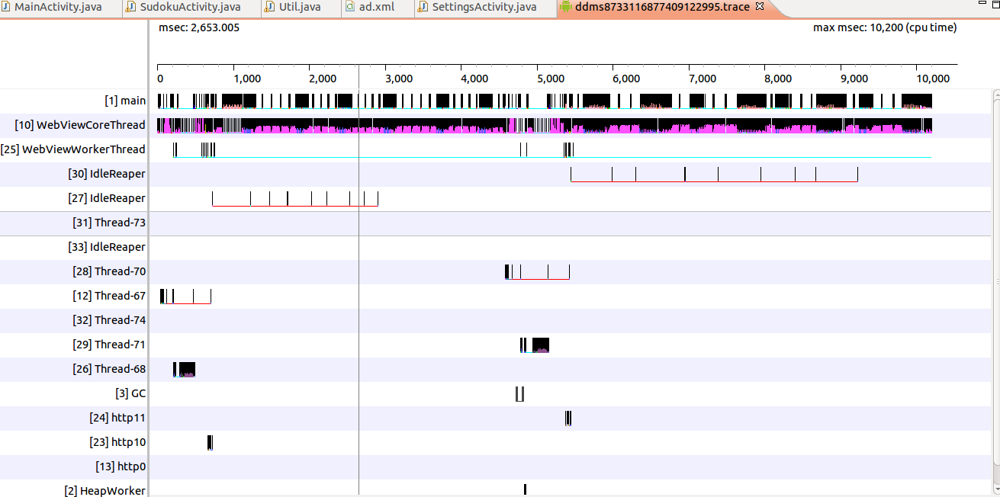 MainActivity.java SudokuActivity.java Util.java ad.xml SettingsActivity.java ddms8733116877409122995.trace
msec: 2,653.005 max msec: 10,200 (cpu time)
0 1,000 2,000 3,000 4,000 5,000 6,000 7,000 8,000 9,000 10,000
[1] main
[10] WebViewCoreThread
[25] WebViewWorkerThread
[30] IdleReaper
[27] IdleReaper
[31] Thread-73
[33] IdleReaper
[28] Thread-70
[12] Thread-67
[32] Thread-74
[29] Thread-71
[26] Thread-68
[3] GC
[24] http11
[23] http10
[13] http0
[2] HeapWorker